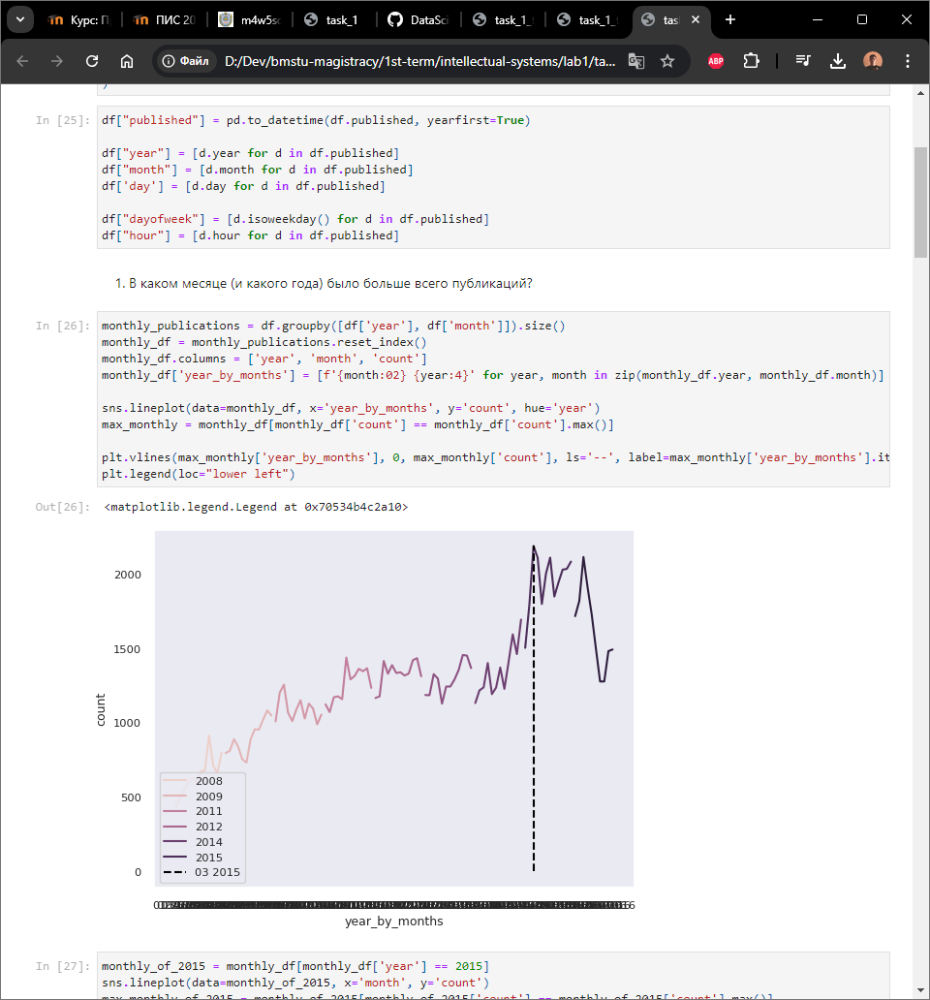 Курс: П
ПИС 20
m4w5sc
task_1
DataSci
task_1_
task_1_
tas
Файл
D:/Dev/bmstu-magistracy/1st-term/intellectual-systems/lab1/ta...
ABP
)
In [25]:
df["published"] = pd.to_datetime(df.published, yearfirst=True)
df["year"] = [d.year for d in df.published]
df["month"] = [d.month for d in df.published]
df['day'] = [d.day for d in df.published]
df["dayofweek"] = [d.isoweekday() for d in df.published]
df["hour"] = [d.hour for d in df.published]
1. В каком месяце (и какого года) было больше всего публикаций?
In [26]:
monthly_publications = df.groupby([df['year'], df['month']]).size()
monthly_df = monthly_publications.reset_index()
monthly_df.columns = ['year', 'month', 'count']
monthly_df['year_by_months'] = [f'{month:02} {year:4}' for year, month in zip(monthly_df.year, monthly_df.month)]
sns.lineplot(data=monthly_df, x='year_by_months', y='count', hue='year')
max_monthly = monthly_df[monthly_df['count'] == monthly_df['count'].max()]
plt.vlines(max_monthly['year_by_months'], 0, max_monthly['count'], ls='--', label=max_monthly['year_by_months'].it
plt.legend(loc="lower left")
Out[26]:
<matplotlib.legend.Legend at 0x70534b4c2a10>
2000
1500
1000
500
0
count
2008
2009
2011
2012
2014
2015
03 2015
year_by_months
In [27]:
monthly_of_2015 = monthly_df[monthly_df['year'] == 2015]
sns.lineplot(data=monthly_of_2015, x='month', y='count')
max_monthly_of_2015 = monthly_of_2015[monthly_of_2015['count'] == monthly_of_2015['count'].max()]